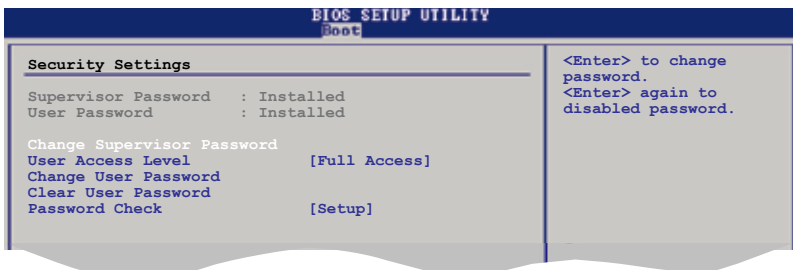 BIOS SETUP UTILITY
Boot
Security Settings
Supervisor Password : Installed
User Password : Installed
Change Supervisor Password
User Access Level [Full Access]
Change User Password
Clear User Password
Password Check [Setup]
<Enter> to change
password.
<Enter> again to
disabled password.